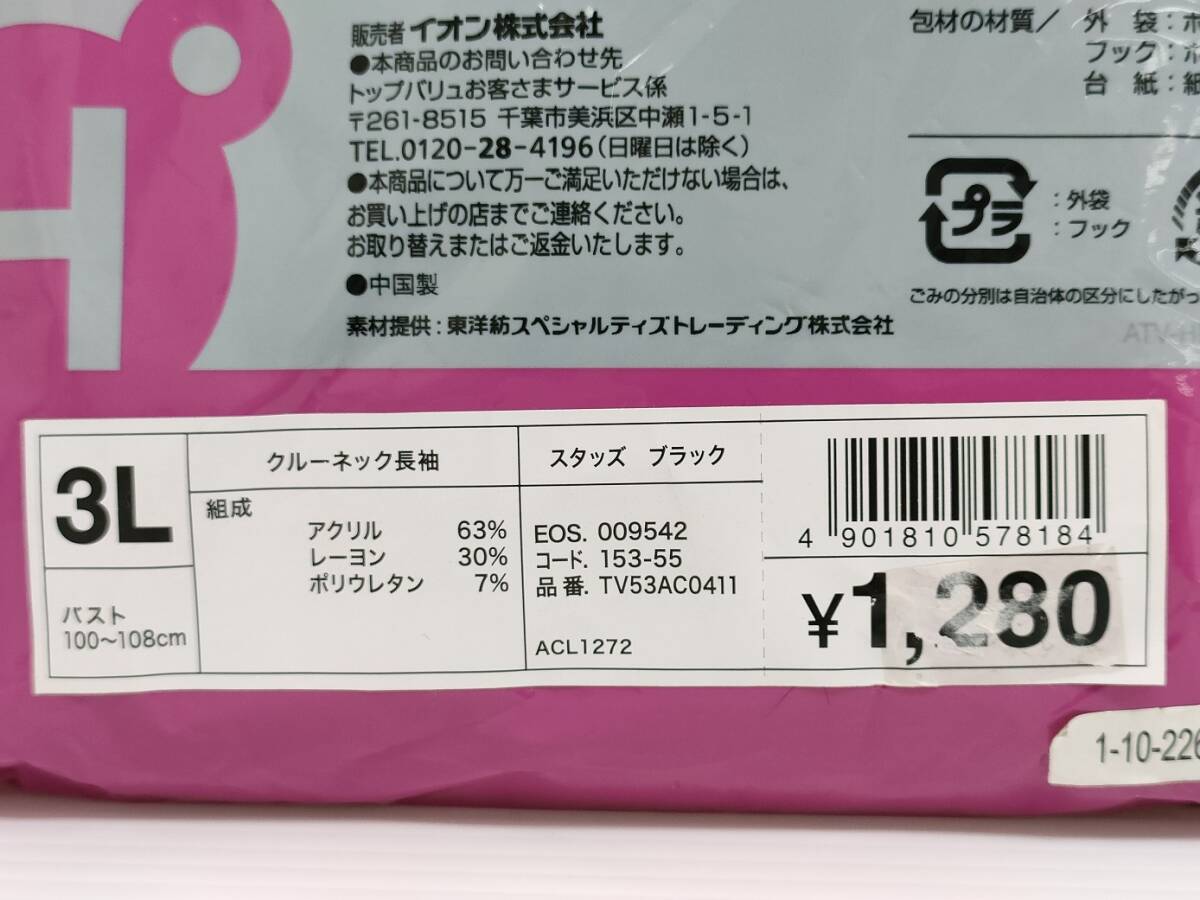 販売者 イオン株式会社
●本商品のお問い合わせ先
トップバリュお客さまサービス係
〒261-8515 千葉市美浜区中瀬1-5-1
TEL.0120-28-4196(日曜日は除く)
●本商品について万一ご満足いただけない場合は、
お買い上げの店までご連絡ください。
お取り替えまたはご返金いたします。
●中国製
素材提供:東洋紡スペシャルティズトレーディング株式会社
包材の材質/ 外 袋:ポ
フック:ポ
台 紙:紙
プラ
:外袋
:フック
ごみの分別は自治体の区分にしたがっ
3L
バスト
100〜108cm
クルーネック長袖
組成
アクリル 63%
レーヨン 30%
ポリウレタン 7%
スタッズ ブラック
EOS. 009542
コード. 153-55
品 番. TV53AC0411
ACL1272
4 901810 578184
¥1,280
1-10-226